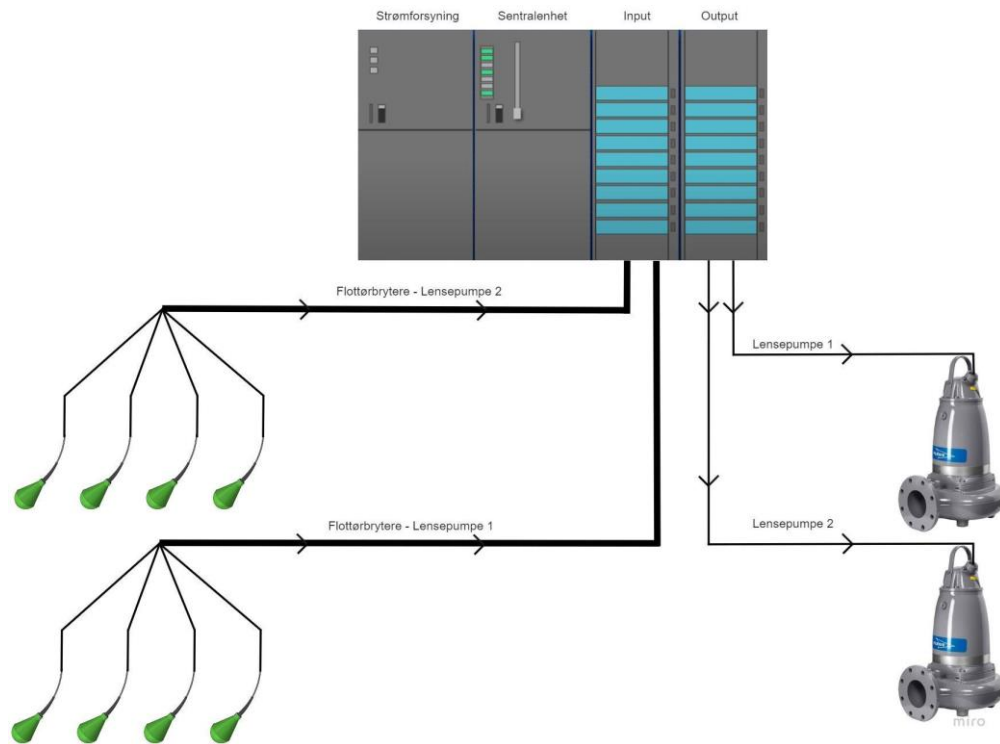 Strømforsyning
Sentralenhet
Input
Output
Flottørbrytere - Lensepumpe 2
Lensepumpe 1
Flottørbrytere - Lensepumpe 1
Lensepumpe 2
miro